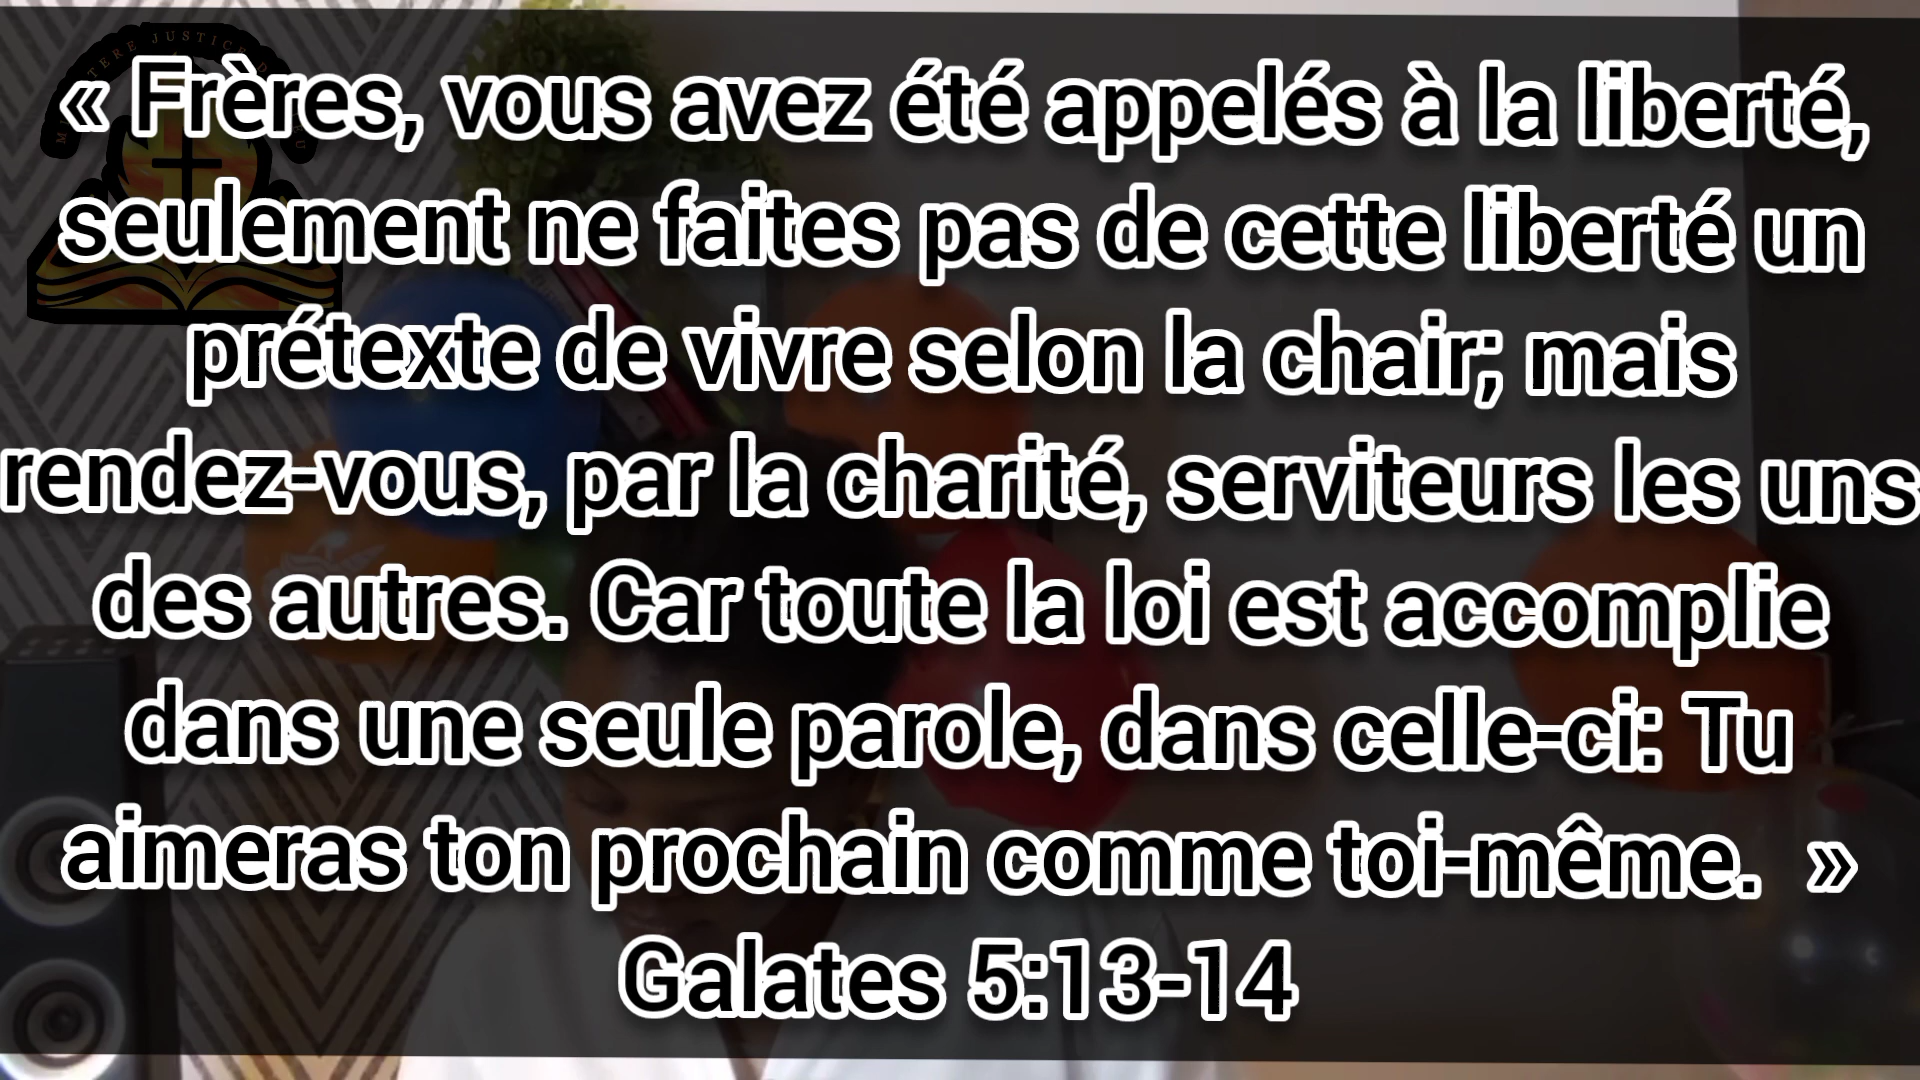 « Frères, vous avez été appelés à la liberté,
seulement ne faites pas de cette liberté un
prétexte de vivre selon la chair; mais
rendez-vous, par la charité, serviteurs les uns
des autres. Car toute la loi est accomplie
dans une seule parole, dans celle-ci: Tu
aimeras ton prochain comme toi-même.  »
Galates 5:13-14